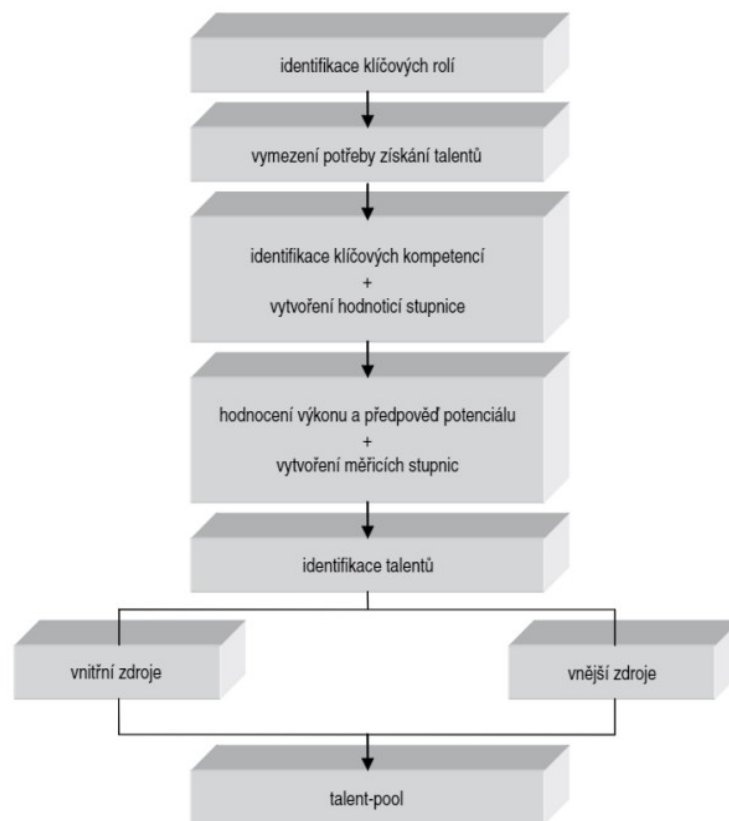 identifikace klíčových rolí
vymezení potřeby získání talentů
identifikace klíčových kompetencí
+
vytvoření hodnoticí stupnice
hodnocení výkonu a předpověď potenciálu
+
vytvoření měřicích stupnic
identifikace talentů
vnitřní zdroje
vnější zdroje
talent-pool